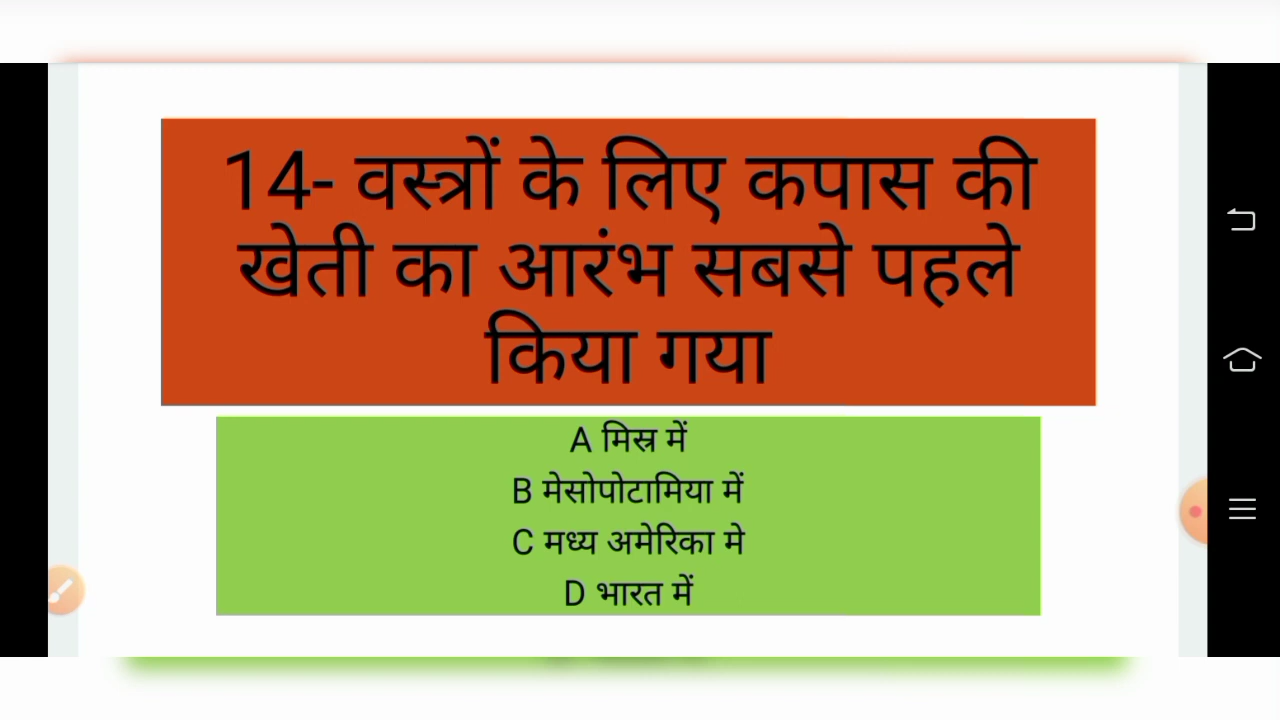 14- वस्त्रों के लिए कपास की
खेती का आरंभ सबसे पहले
किया गया
A मिस्र में
B मेसोपोटामिया में
C मध्य अमेरिका मे
D भारत में